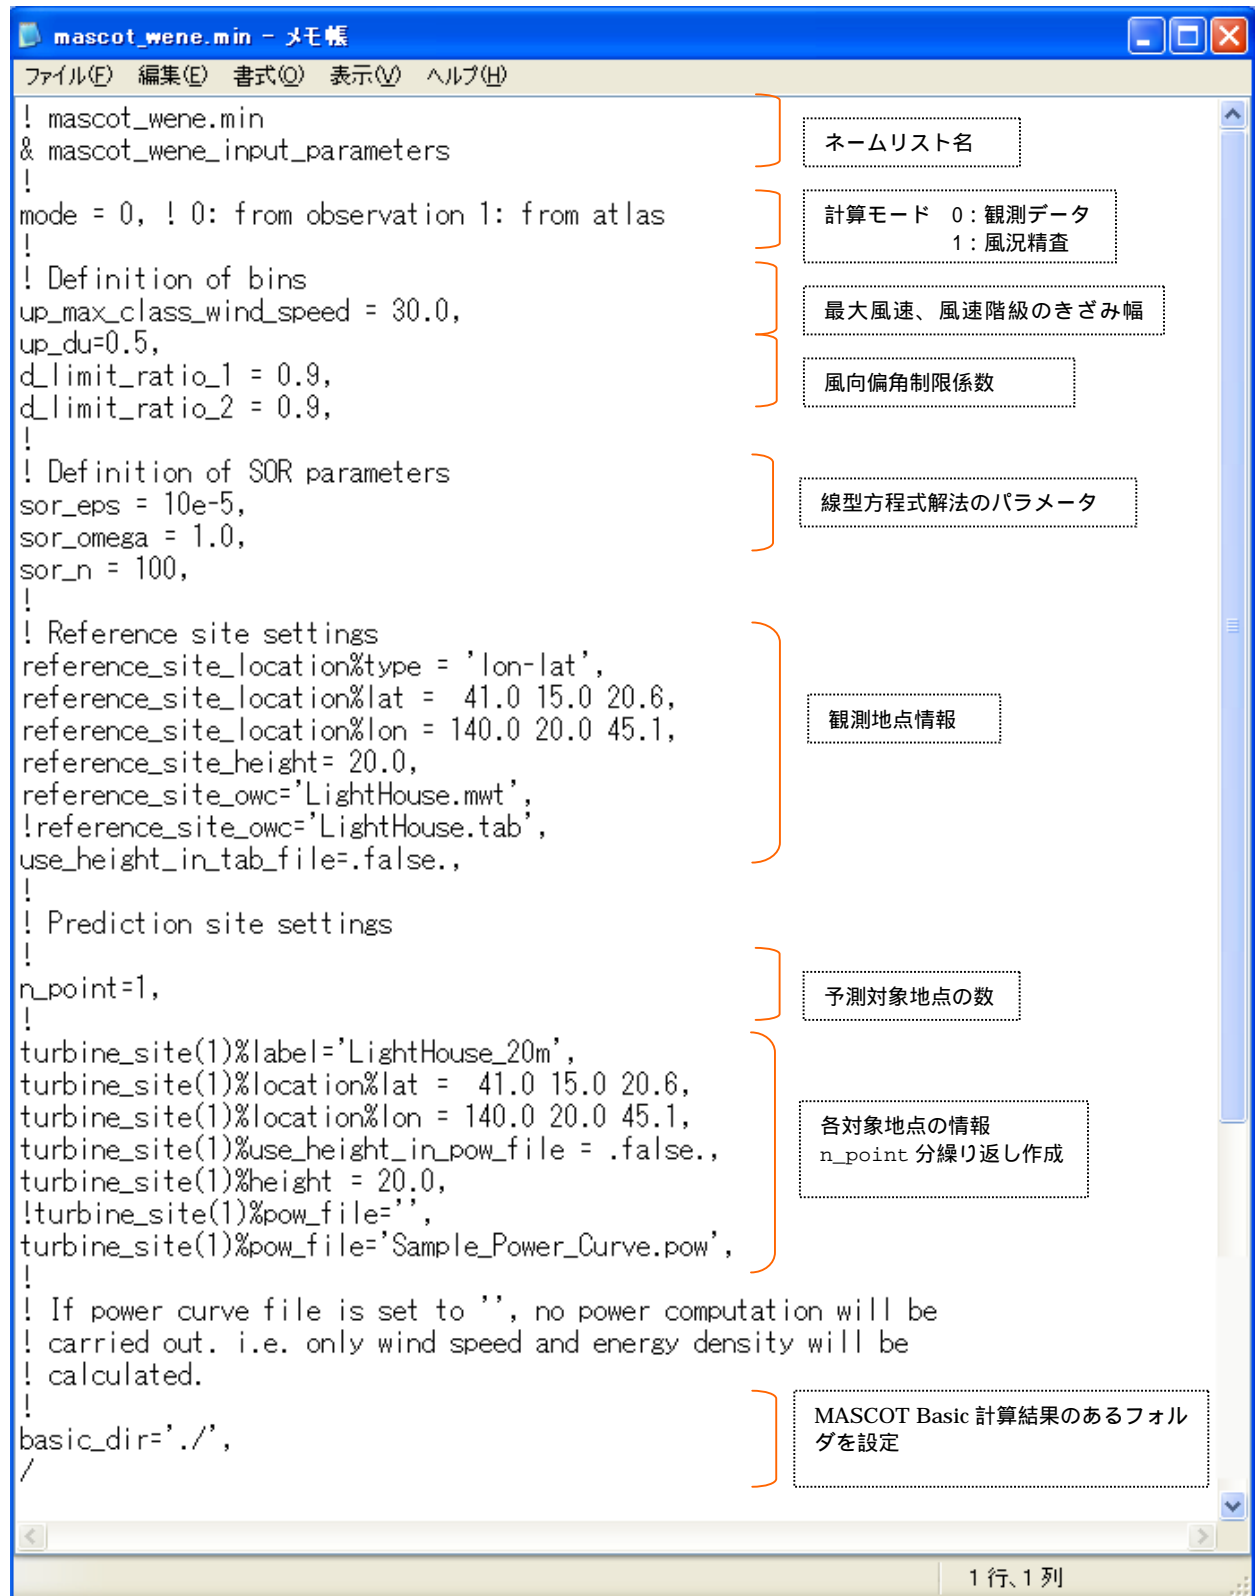 mascot_wene.min - メモ帳
ファイル(F) 編集(E) 書式(O) 表示(V) ヘルプ(H)
! mascot_wene.min
& mascot_wene_input_parameters
!
ネームリスト名
mode = 0, ! 0: from observation 1: from atlas
!
計算モード 0：観測データ
1：風況精査
! Definition of bins
up_max_class_wind_speed = 30.0,
up_du=0.5,
最大風速、風速階級のきざみ幅
d_limit_ratio_1 = 0.9,
d_limit_ratio_2 = 0.9,
!
風向偏角制限係数
! Definition of SOR parameters
sor_eps = 10e-5,
sor_omega = 1.0,
sor_n = 100,
!
線型方程式解法のパラメータ
! Reference site settings
reference_site_location%type = 'lon-lat',
reference_site_location%lat =  41.0 15.0 20.6,
reference_site_location%lon = 140.0 20.0 45.1,
reference_site_height= 20.0,
reference_site_owc='LightHouse.mwt',
!reference_site_owc='LightHouse.tab',
use_height_in_tab_file=.false.,
!
観測地点情報
! Prediction site settings
!
n_point=1,
!
予測対象地点の数
turbine_site(1)%label='LightHouse_20m',
turbine_site(1)%location%lat =  41.0 15.0 20.6,
turbine_site(1)%location%lon = 140.0 20.0 45.1,
turbine_site(1)%use_height_in_pow_file = .false.,
turbine_site(1)%height = 20.0,
!turbine_site(1)%pow_file='',
turbine_site(1)%pow_file='Sample_Power_Curve.pow',
!
各対象地点の情報
n_point 分繰り返し作成
! If power curve file is set to '', no power computation will be
! carried out. i.e. only wind speed and energy density will be
! calculated.
!
basic_dir='./',
/
MASCOT Basic 計算結果のあるフォル
ダを設定
1 行、1 列